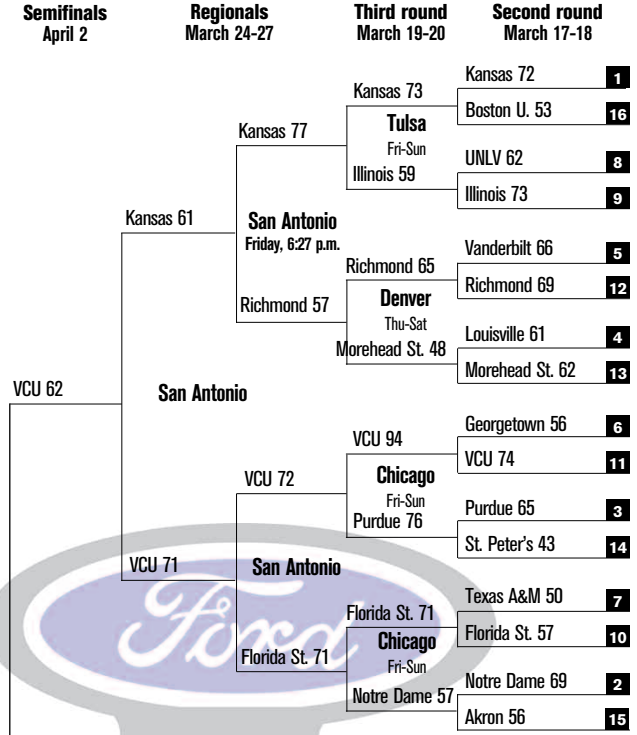 Semifinals
April 2
Regionals
March 24-27
Third round
March 19-20
Second round
March 17-18
Kansas 72
1
Boston U. 53
16
Kansas 73
Tulsa
Fri-Sun
Illinois 59
UNLV 62
8
Illinois 73
9
Kansas 77
San Antonio
Friday, 6:27 p.m.
Richmond 57
Kansas 61
Vanderbilt 66
5
Richmond 69
12
Richmond 65
Denver
Thu-Sat
Morehead St. 48
Louisville 61
4
Morehead St. 62
13
VCU 62
San Antonio
Georgetown 56
6
VCU 74
11
VCU 94
Chicago
Fri-Sun
Purdue 76
Purdue 65
3
St. Peter's 43
14
VCU 72
San Antonio
VCU 71
Florida St. 71
Texas A&M 50
7
Florida St. 57
10
Florida St. 71
Chicago
Fri-Sun
Notre Dame 57
Notre Dame 69
2
Akron 56
15
Ford